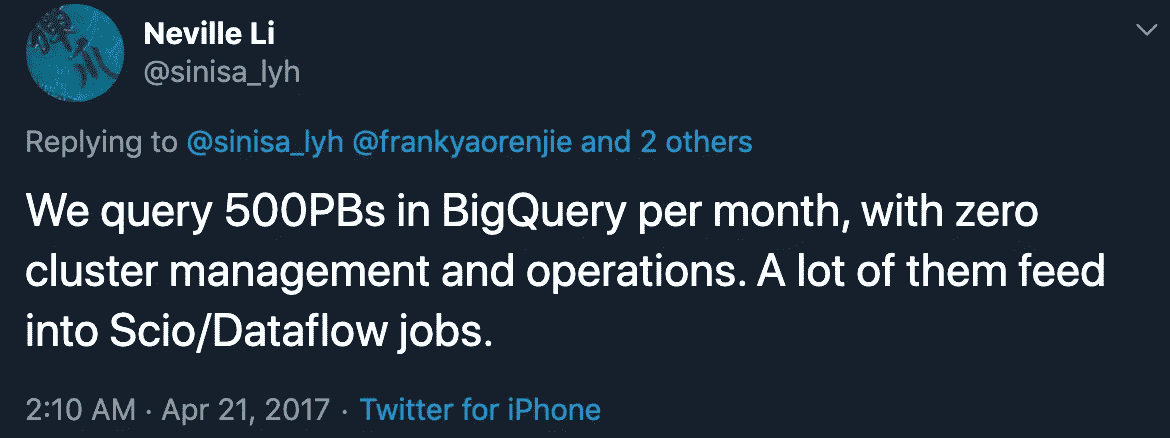 Neville Li
@sinisa_lyh
Replying to @sinisa_lyh @frankyaorenjie and 2 others
We query 500PBs in BigQuery per month, with zero
cluster management and operations. A lot of them feed
into Scio/Dataflow jobs.
2:10 AM · Apr 21, 2017 · Twitter for iPhone